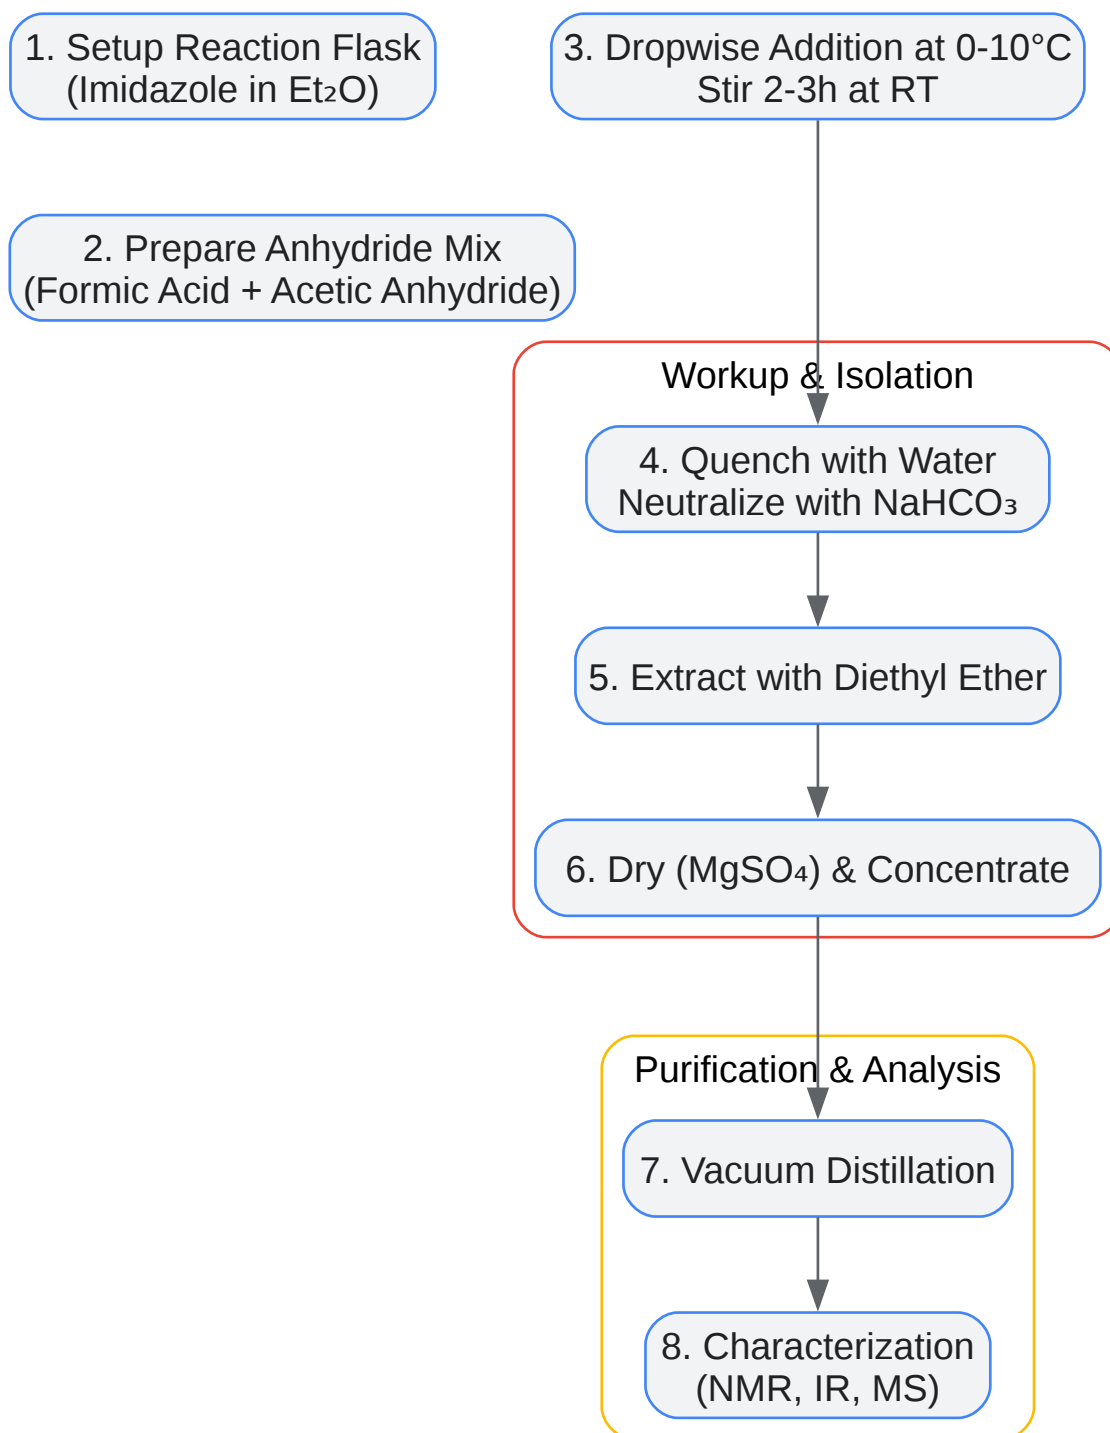 1. Setup Reaction Flask
(Imidazole in Et₂O)
3. Dropwise Addition at 0-10°C
Stir 2-3h at RT
2. Prepare Anhydride Mix
(Formic Acid + Acetic Anhydride)
Workup & Isolation
4. Quench with Water
Neutralize with NaHCO₃
5. Extract with Diethyl Ether
6. Dry (MgSO₄) & Concentrate
Purification & Analysis
7. Vacuum Distillation
8. Characterization
(NMR, IR, MS)